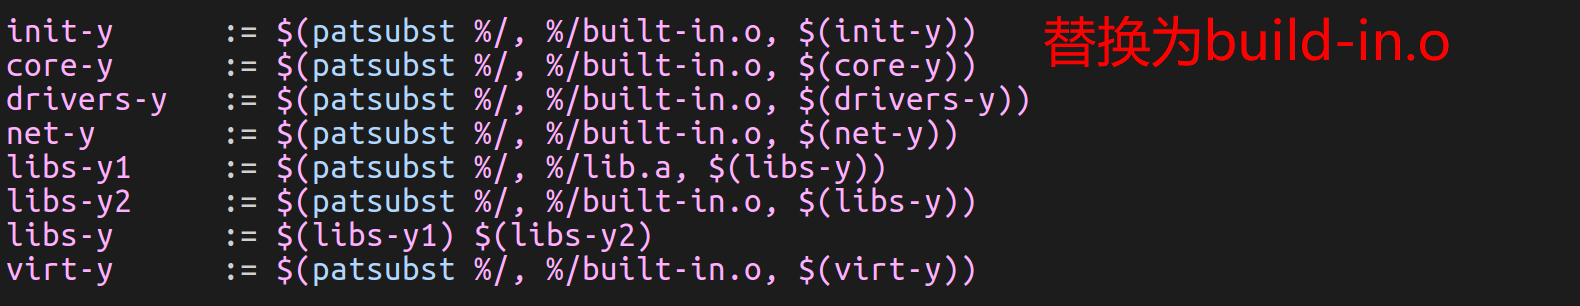 init-y := $(patsubst %/, %/built-in.o, $(init-y))
替换为build-in.o
core-y := $(patsubst %/, %/built-in.o, $(core-y))
drivers-y := $(patsubst %/, %/built-in.o, $(drivers-y))
net-y := $(patsubst %/, %/built-in.o, $(net-y))
libs-y1 := $(patsubst %/, %/lib.a, $(libs-y))
libs-y2 := $(patsubst %/, %/built-in.o, $(libs-y))
libs-y := $(libs-y1) $(libs-y2)
virt-y := $(patsubst %/, %/built-in.o, $(virt-y))